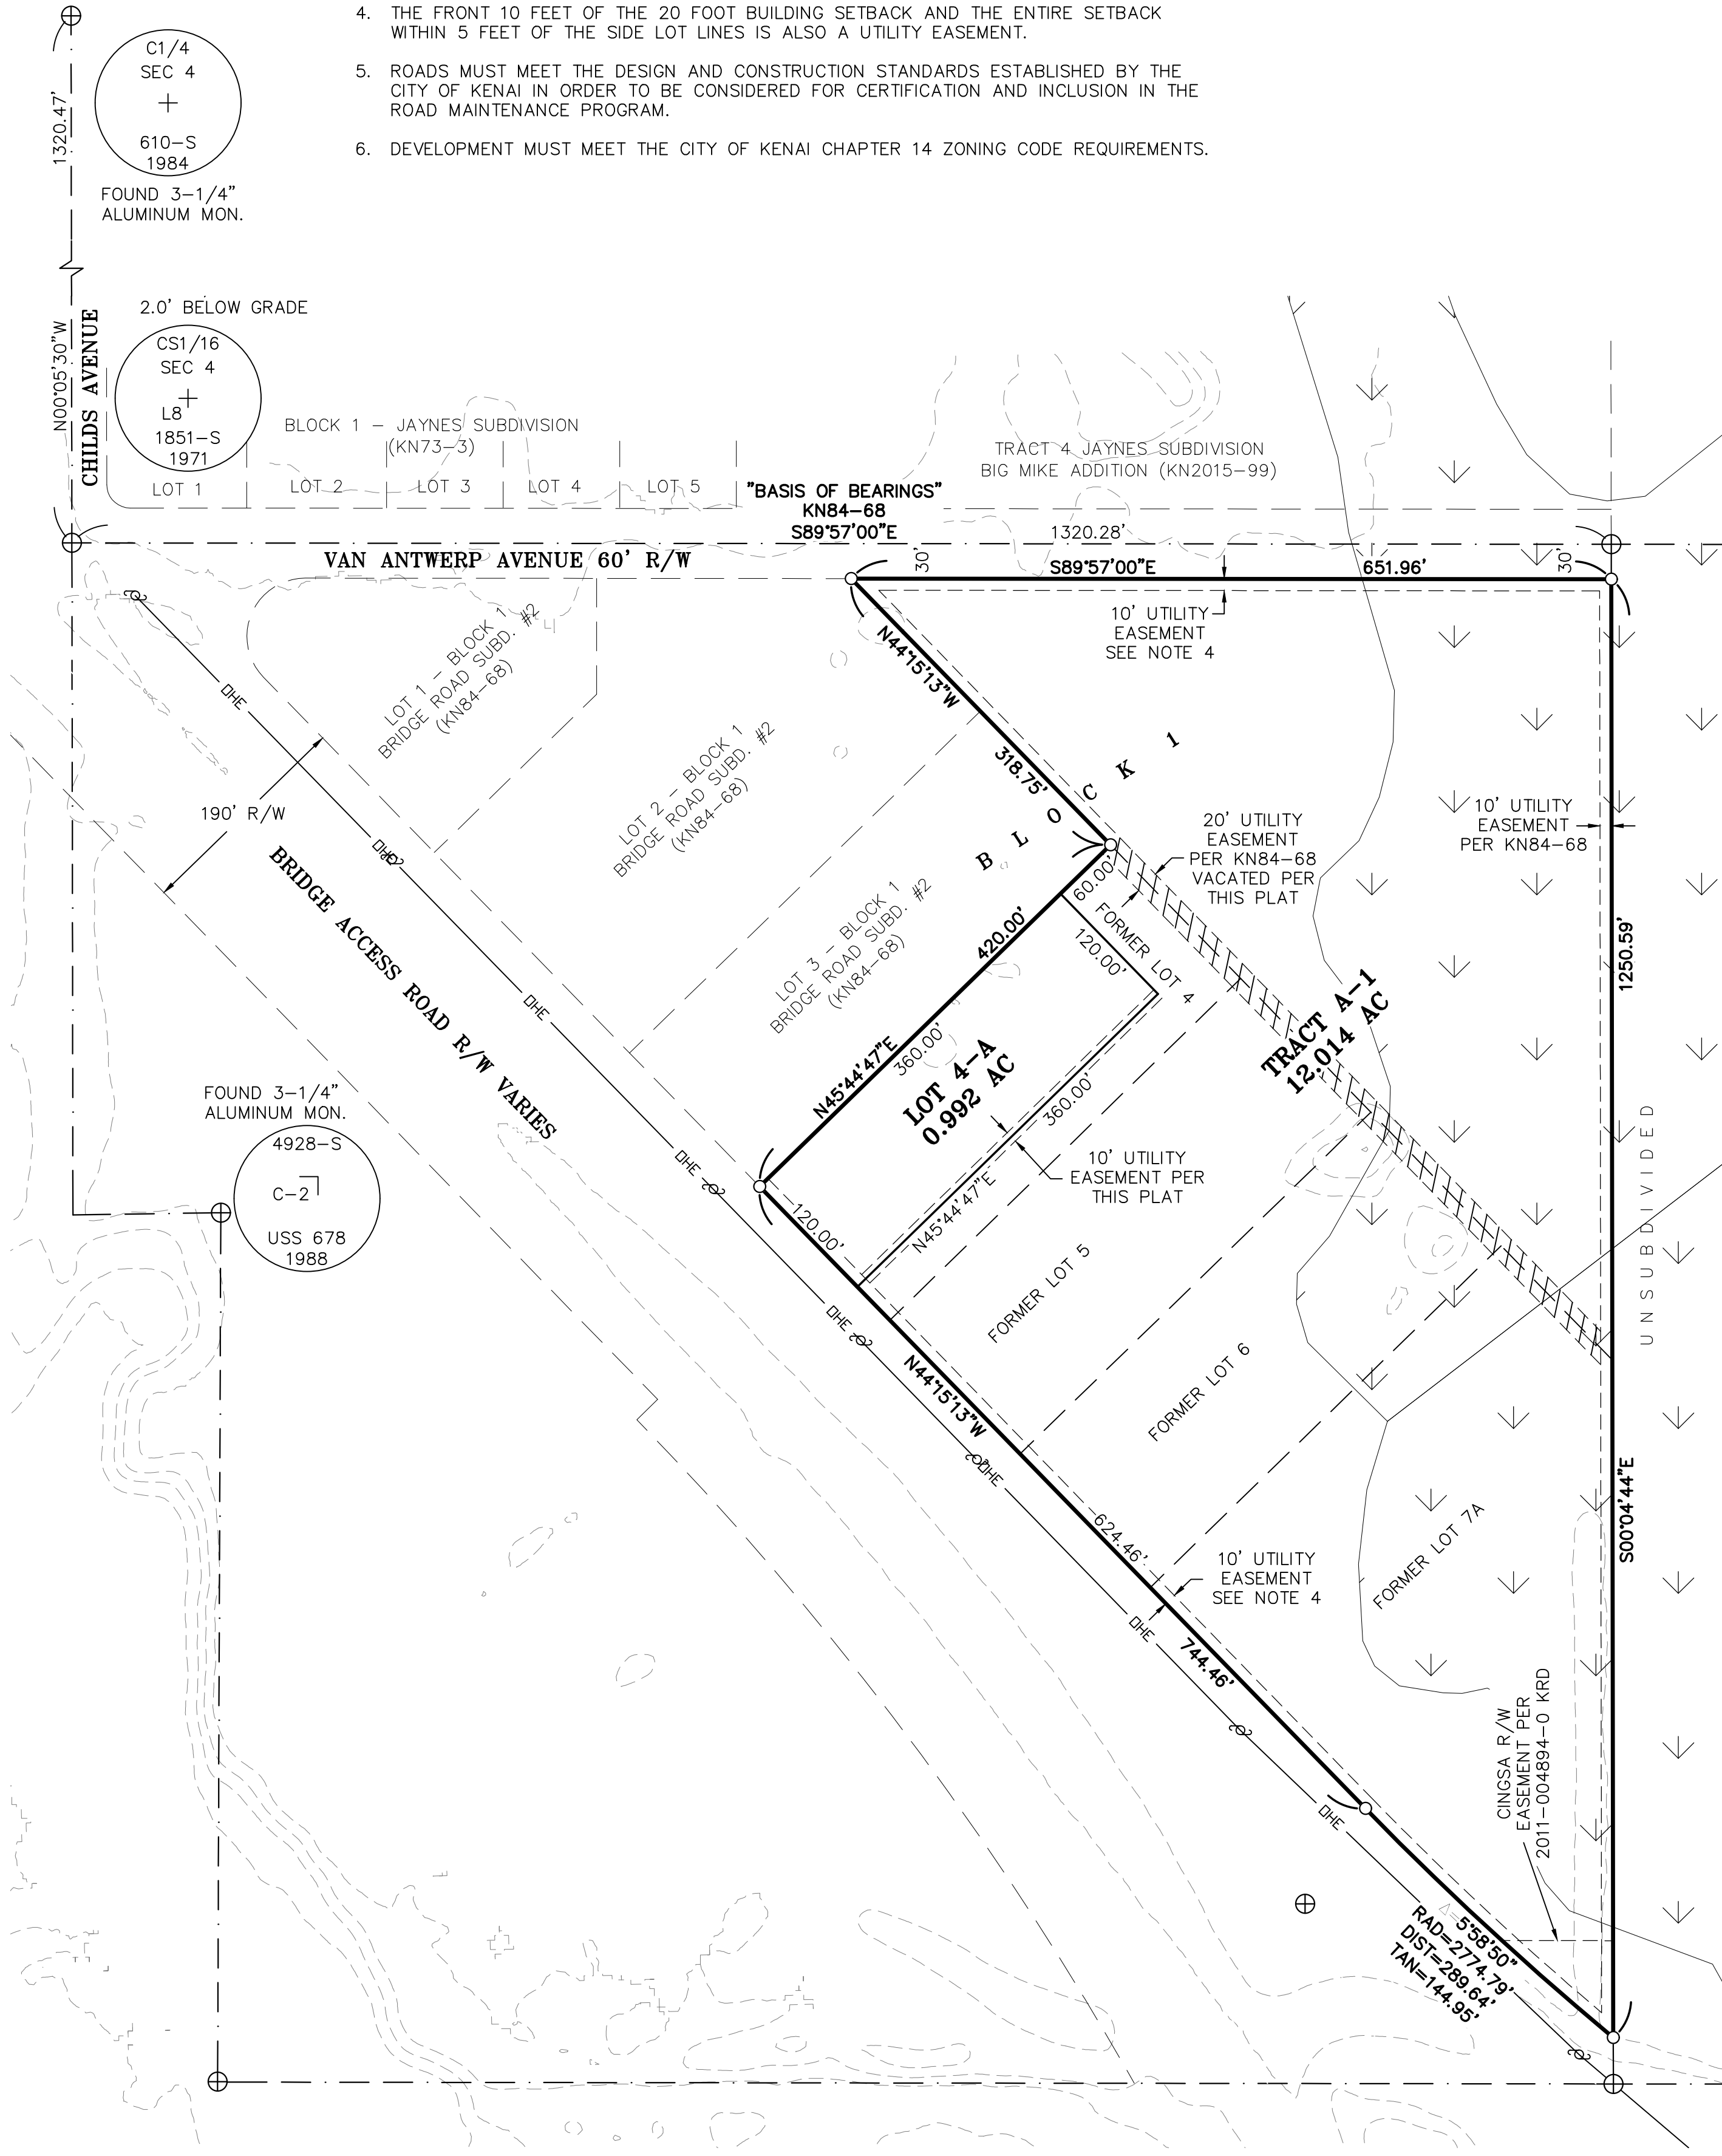 4. THE FRONT 10 FEET OF THE 20 FOOT BUILDING SETBACK AND THE ENTIRE SETBACK
WITHIN 5 FEET OF THE SIDE LOT LINES IS ALSO A UTILITY EASEMENT.
5. ROADS MUST MEET THE DESIGN AND CONSTRUCTION STANDARDS ESTABLISHED BY THE
CITY OF KENAI IN ORDER TO BE CONSIDERED FOR CERTIFICATION AND INCLUSION IN THE
ROAD MAINTENANCE PROGRAM.
6. DEVELOPMENT MUST MEET THE CITY OF KENAI CHAPTER 14 ZONING CODE REQUIREMENTS.
C1/4
SEC 4
610-S
1984
FOUND 3-1/4"
ALUMINUM MON.
1320.47'
N00°05'30"W
CHILDS AVENUE
2.0' BELOW GRADE
CS1/16
SEC 4
L8
1851-S
1971
BLOCK 1 - JAYNES SUBDIVISION
(KN73-3)
LOT 1
LOT 2
LOT 3
LOT 4
LOT 5
TRACT 4 JAYNES SUBDIVISION
BIG MIKE ADDITION (KN2015-99)
"BASIS OF BEARINGS"
KN84-68
S89°57'00"E
1320.28'
VAN ANTWERP AVENUE 60' R/W
30'
S89°57'00"E
651.96'
30'
10' UTILITY
EASEMENT
SEE NOTE 4
N44°15'13"W
318.75'
LOT 1 - BLOCK 1
BRIDGE ROAD SUBD. #2
(KN84-68)
LOT 2 - BLOCK 1
BRIDGE ROAD SUBD. #2
(KN84-68)
LOT 3 - BLOCK 1
BRIDGE ROAD SUBD. #2
(KN84-68)
OHE
190' R/W
OHE
BRIDGE ACCESS ROAD R/W VARIES
BLOCK 1
20' UTILITY
EASEMENT
PER KN84-68
VACATED PER
THIS PLAT
10' UTILITY
EASEMENT
PER KN84-68
60.00'
FORMER LOT 4
120.00'
420.00'
N45°44'47"E
360.00'
LOT 4-A
0.992 AC
360.00'
N45°44'47"E
10' UTILITY
EASEMENT PER
THIS PLAT
TRACT A-1
12.014 AC
1250.59'
UNSUBDIVIDED
S00°04'44"E
OHE
OHE
FOUND 3-1/4"
ALUMINUM MON.
4928-S
C-2
USS 678
1988
120.00'
OHE
FORMER LOT 5
FORMER LOT 6
FORMER LOT 7A
N44°15'13"W
OHE
624.46'
10' UTILITY
EASEMENT
SEE NOTE 4
OHE
744.46'
OHE
CINGSA R/W
EASEMENT PER
2011-004894-0 KRD
5°58'50"
RAD=2774.79'
DIST=289.64'
TAN=144.95'